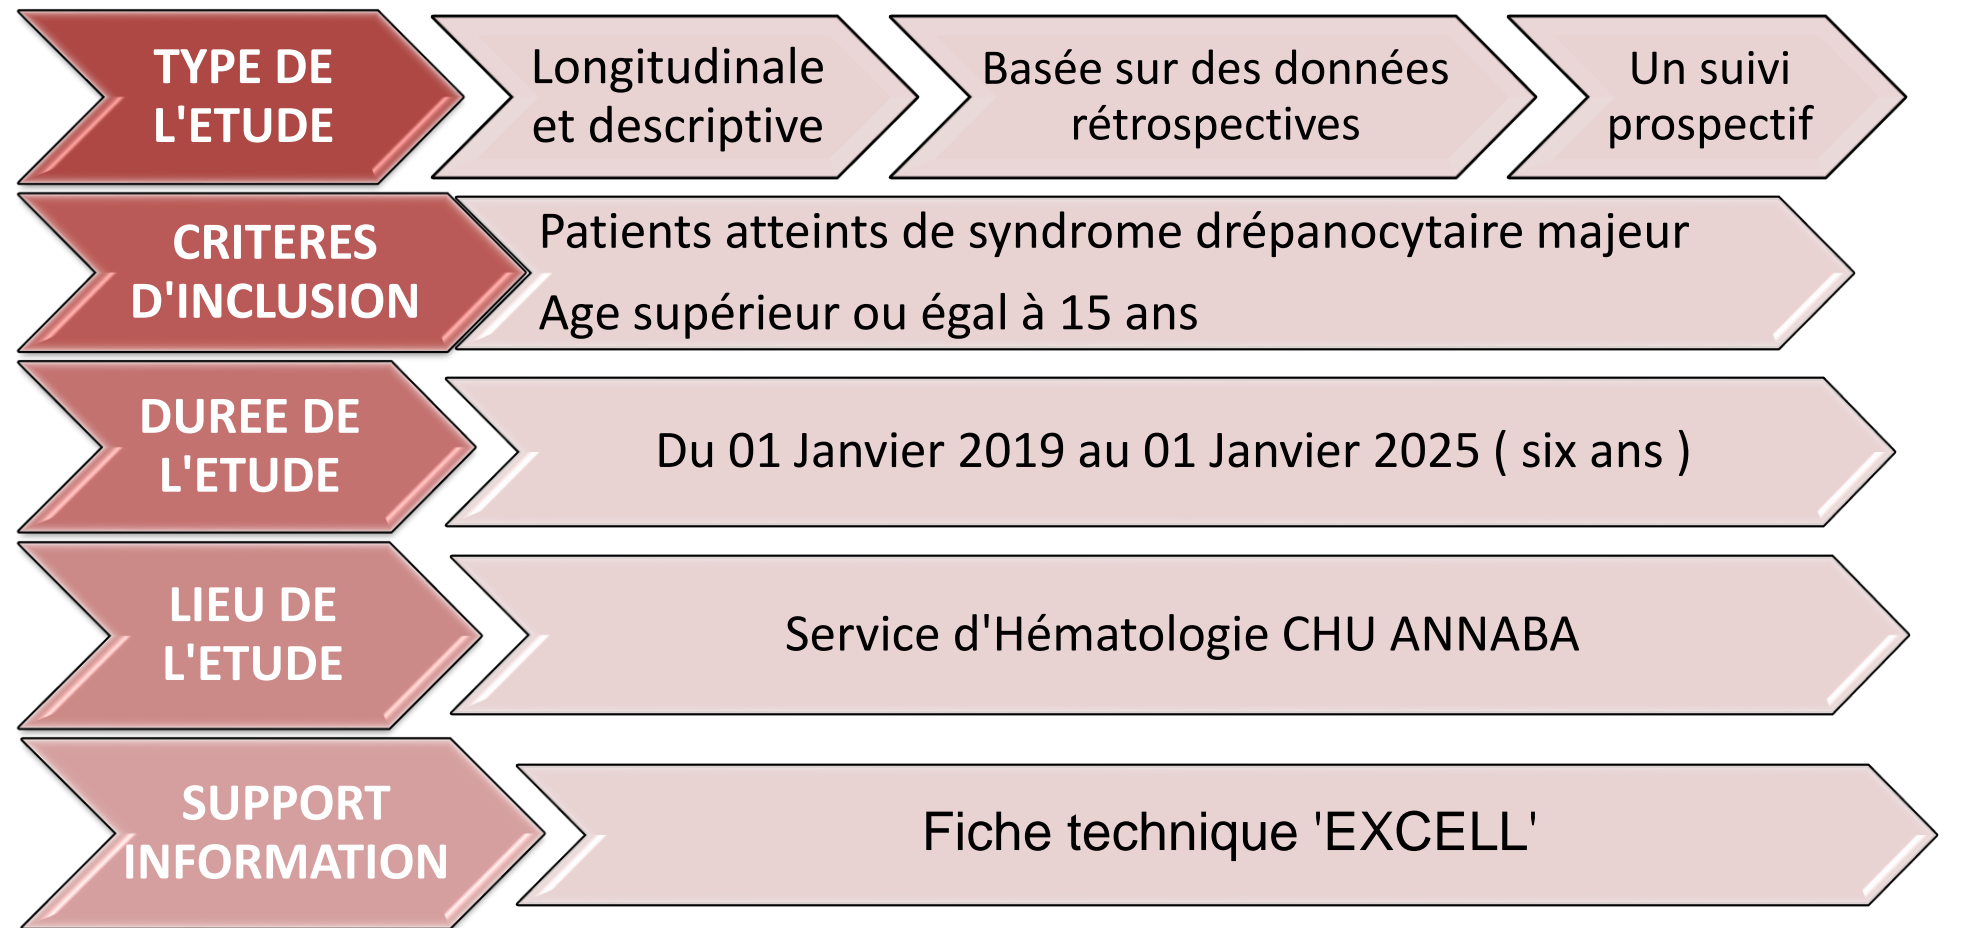 TYPE DE
L'ETUDE
Longitudinale
et descriptive
Basée sur des données
rétrospectives
Un suivi
prospectif
CRITERES
D'INCLUSION
Patients atteints de syndrome drépanocytaire majeur
Age supérieur ou égal à 15 ans
DUREE DE
L'ETUDE
Du 01 Janvier 2019 au 01 Janvier 2025 ( six ans )
LIEU DE
L'ETUDE
Service d'Hématologie CHU ANNABA
SUPPORT
INFORMATION
Fiche technique 'EXCELL'